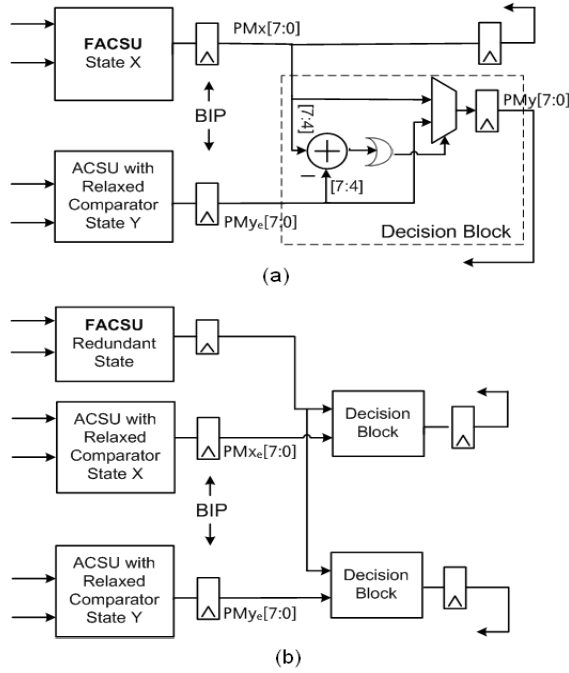 FACSU
State X
PMx[7:0]
BIP
[7:4]
PMy[7:0]
+
−
[7:4]
ACSU with
Relaxed
Comparator
State Y
PMyₑ[7:0]
Decision Block
(a)
FACSU
Redundant
State
ACSU with
Relaxed
Comparator
State X
PMxₑ[7:0]
Decision
Block
BIP
ACSU with
Relaxed
Comparator
State Y
PMyₑ[7:0]
Decision
Block
(b)